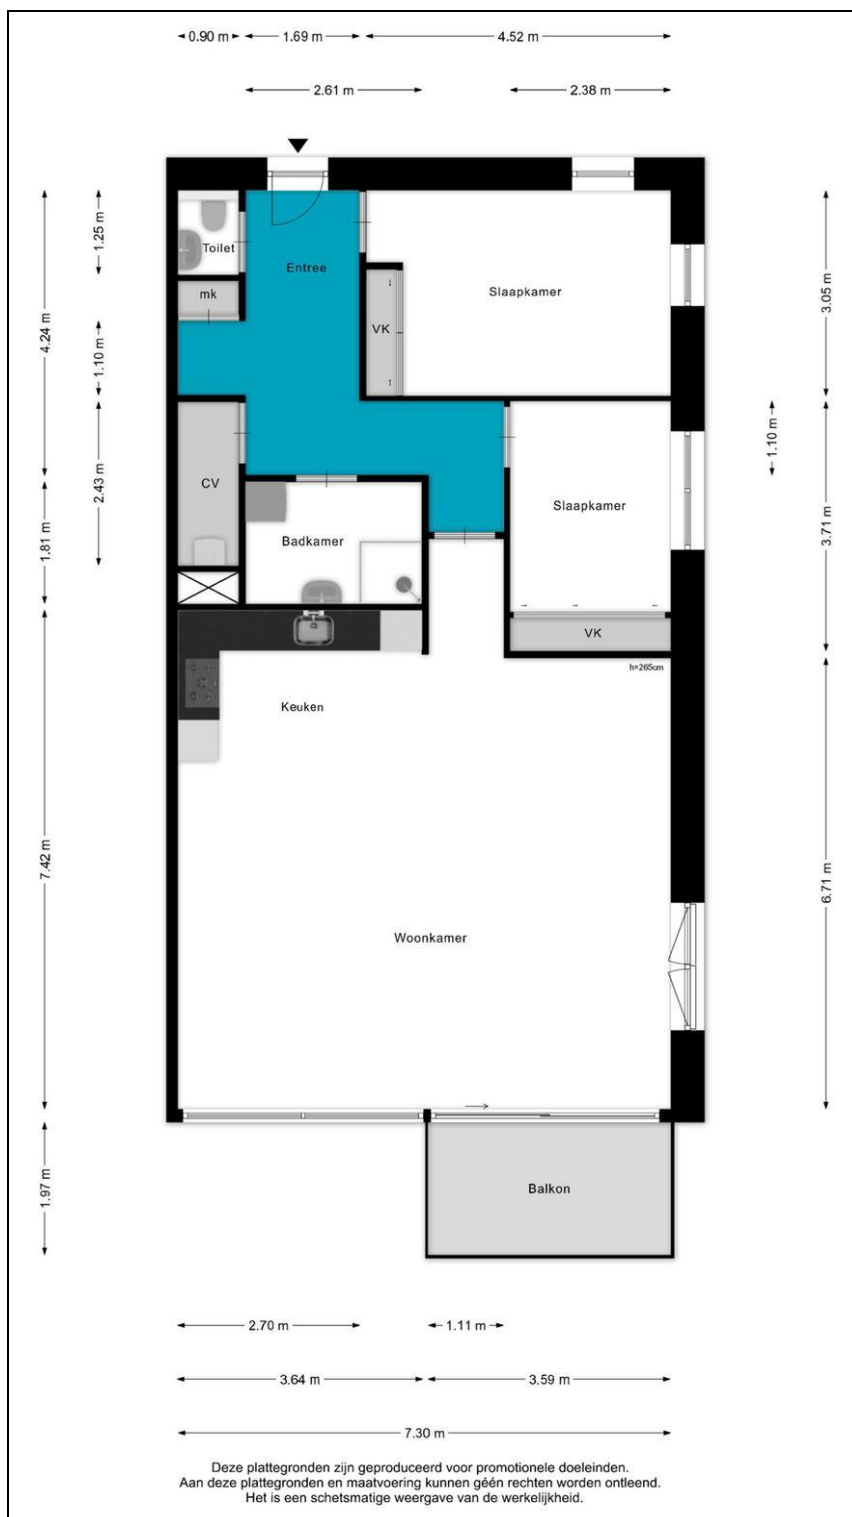 0.90 m
1.69 m
4.52 m
2.61 m
2.38 m
1.25 m
4.24 m
1.10 m
2.43 m
1.81 m
7.42 m
1.97 m
3.05 m
1.10 m
3.71 m
6.71 m
Toilet
Entree
mk
Slaapkamer
VK
CV
Badkamer
Slaapkamer
VK
h=265cm
Keuken
Woonkamer
Balkon
2.70 m
1.11 m
3.64 m
3.59 m
7.30 m
Deze plattegronden zijn geproduceerd voor promotionele doeleinden.
Aan deze plattegronden en maatvoering kunnen géén rechten worden ontleend.
Het is een schetsmatige weergave van de werkelijkheid.